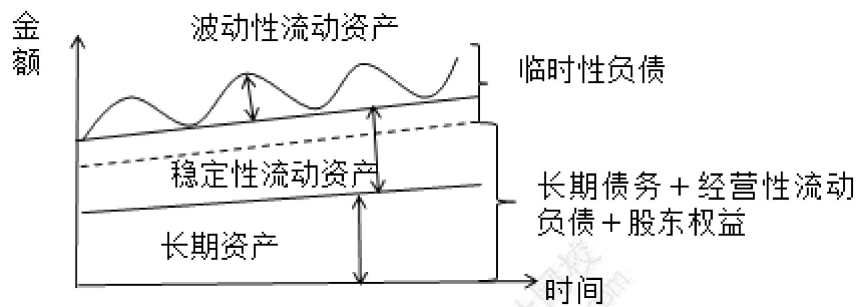 金额
波动性流动资产
临时性负债
稳定性流动资产
长期债务＋经营性流动
负债＋股东权益
长期资产
时间